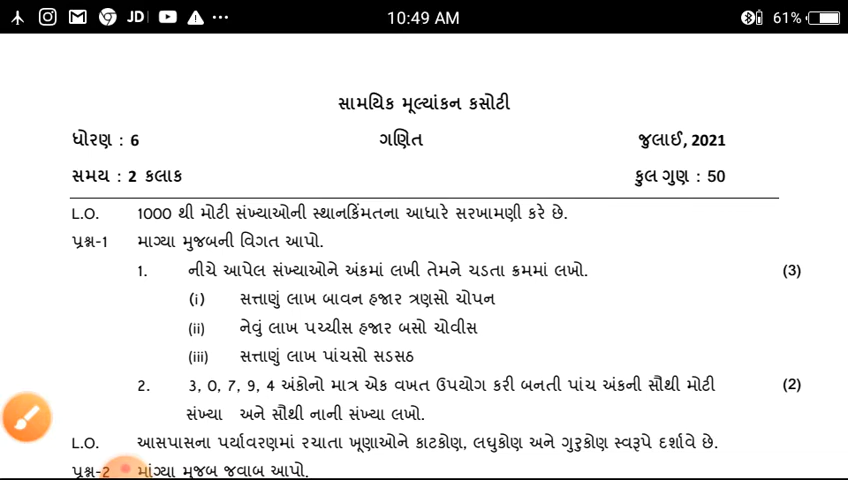 JD 10:49 AM 61%
સામયિક મૂલ્યાંકન કસોટી
ધોરણ : 6 ગણિત જુલાઈ, 2021
સમય : 2 કલાક કુલ ગુણ : 50
L.O. 1000 થી મોટી સંખ્યાઓની સ્થાનકિંમતના આધારે સરખામણી કરે છે.
પ્રશ્ન-1 માગ્યા મુજબની વિગત આપો.
1. નીચે આપેલ સંખ્યાઓને અંકમાં લખી તેમને ચડતા ક્રમમાં લખો. (3)
(i) સત્તાણું લાખ બાવન હજાર ત્રણસો ચોપન
(ii) નેવું લાખ પચ્ચીસ હજાર બસો ચોવીસ
(iii) સત્તાણું લાખ પાંચસો સડસઠ
2. 3, 0, 7, 9, 4 અંકોનો માત્ર એક વખત ઉપયોગ કરી બનતી પાંચ અંકની સૌથી મોટી (2)
સંખ્યા અને સૌથી નાની સંખ્યા લખો.
L.O. આસપાસના પર્યાવરણમાં રચાતા ખૂણાઓને કાટકોણ, લઘુકોણ અને ગુરુકોણ સ્વરૂપે દર્શાવે છે.
પ્રશ્ન-2 માંગ્યા મુજબ જવાબ આપો.